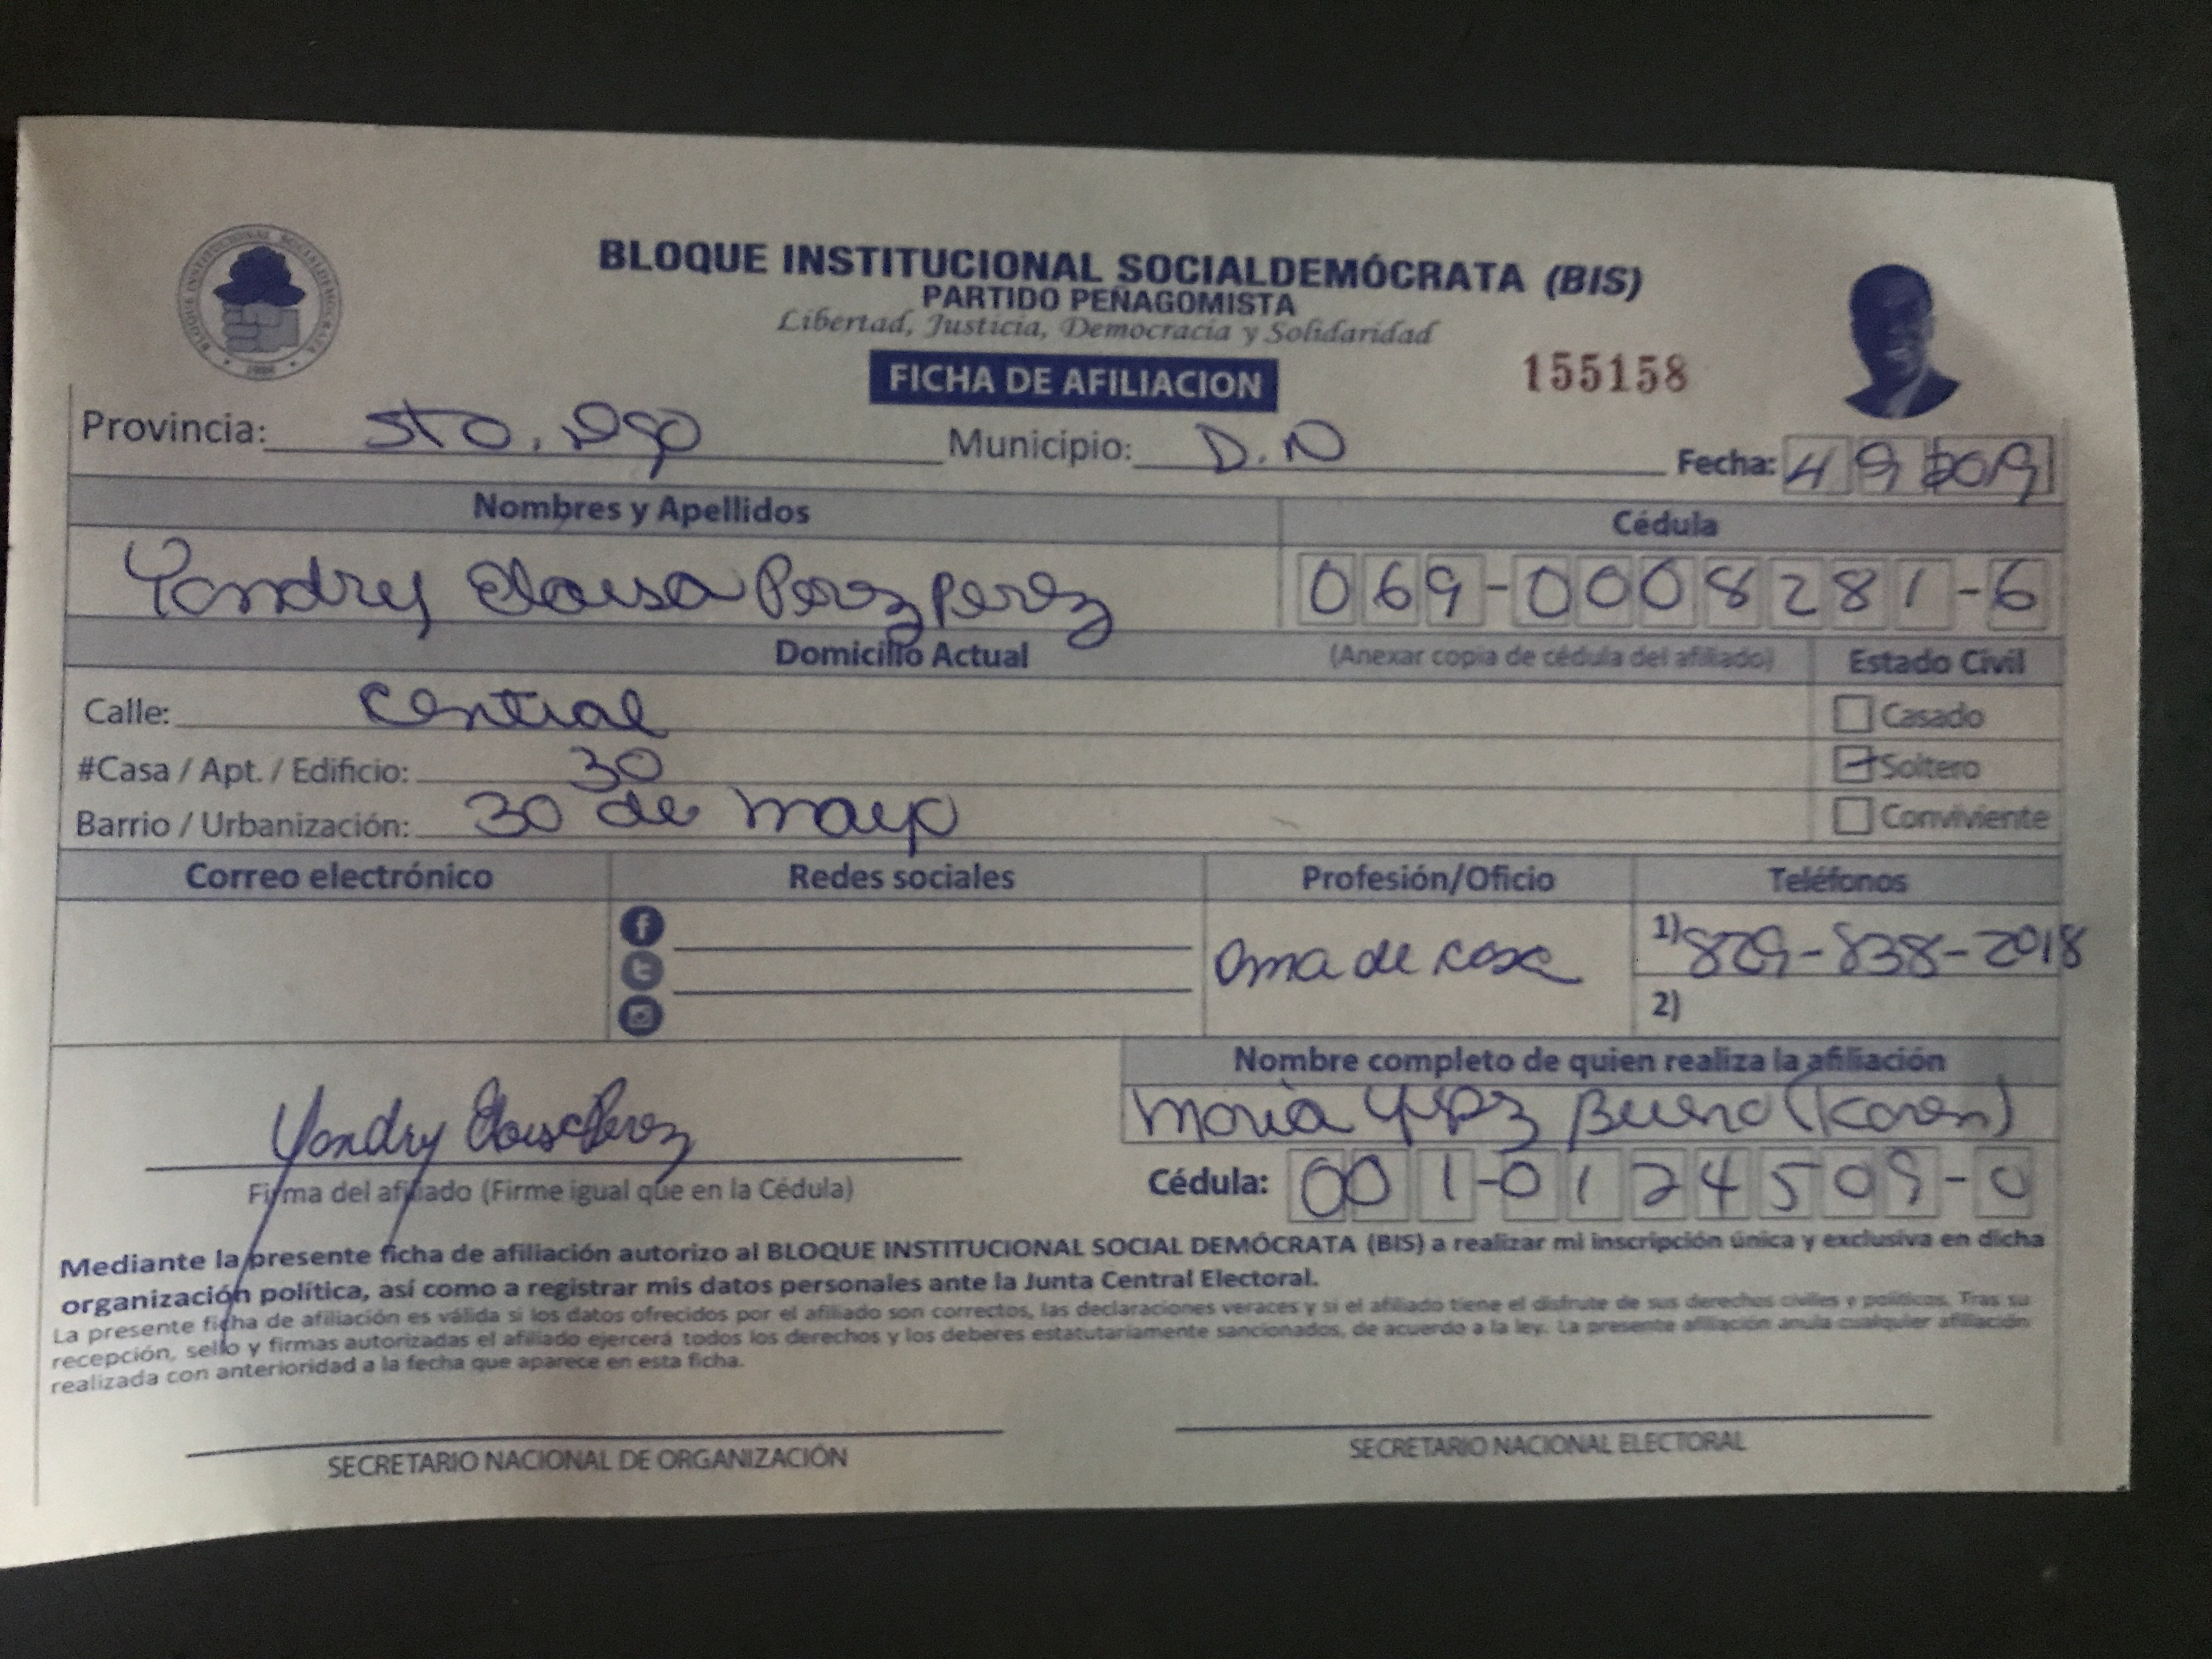 BLOQUE INSTITUCIONAL SOCIALDEMÓCRATA
BLOQUE INSTITUCIONAL SOCIALDEMÓCRATA (BIS)
PARTIDO PEÑAGOMISTA
Libertad, Justicia, Democracia y Solidaridad
FICHA DE AFILIACION
155158
Provincia: Sto. Dgo Municipio: D.N Fecha: 4 9
Nombres y Apellidos Cédula
Yondry Eloisa Perez Perez 069-0008281-6
Domicilio Actual (Anexar copia de cédula del afiliado) Estado Civil
Calle: Central Casado
#Casa / Apt. / Edificio: 30 Soltero
Barrio / Urbanización: 30 de mayo Conviviente
Correo electrónico Redes sociales Profesión/Oficio Teléfonos
Ama de casa 1) 829-838-2018
2)
Nombre completo de quien realiza la afiliación
Yondry Eloisa Perez Maria Bueno (Karen)
Firma del afiliado (Firme igual que en la Cédula) Cédula: 001-0124509-0
Mediante la presente ficha de afiliación autorizo al BLOQUE INSTITUCIONAL SOCIAL DEMÓCRATA (BIS) a realizar mi inscripción única y exclusiva en dicha
organización política, así como a registrar mis datos personales ante la Junta Central Electoral.
La presente ficha de afiliación es válida si los datos ofrecidos por el afiliado son correctos, las declaraciones veraces y si el afiliado tiene el disfrute de sus derechos civiles y políticos. Tras su
recepción, sello y firmas autorizadas el afiliado ejercerá todos los derechos y los deberes estatutariamente sancionados, de acuerdo a la ley. La presente afiliación anula cualquier afiliación
realizada con anterioridad a la fecha que aparece en esta ficha.
SECRETARIO NACIONAL DE ORGANIZACIÓN SECRETARIO NACIONAL ELECTORAL